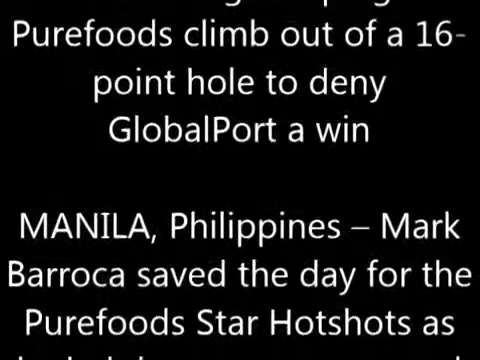 Purefoods climb out of a 16-
point hole to deny
GlobalPort a win
MANILA, Philippines – Mark
Barroca saved the day for the
Purefoods Star Hotshots as